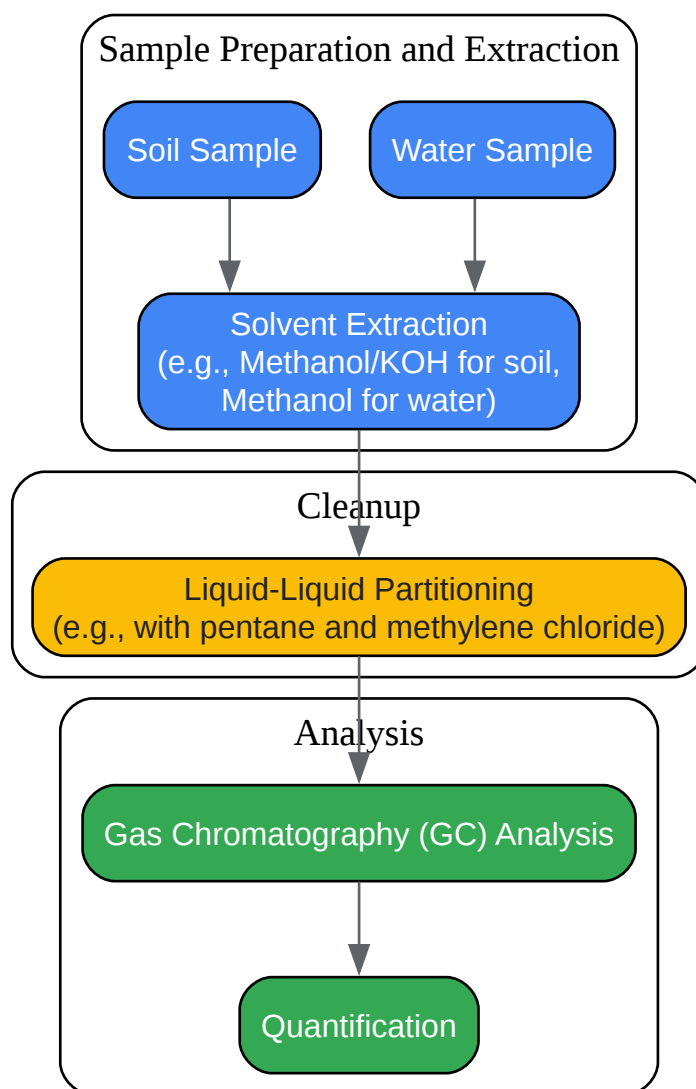 Sample Preparation and Extraction
Soil Sample
Water Sample
Solvent Extraction
(e.g., Methanol/KOH for soil,
Methanol for water)
Cleanup
Liquid-Liquid Partitioning
(e.g., with pentane and methylene chloride)
Analysis
Gas Chromatography (GC) Analysis
Quantification